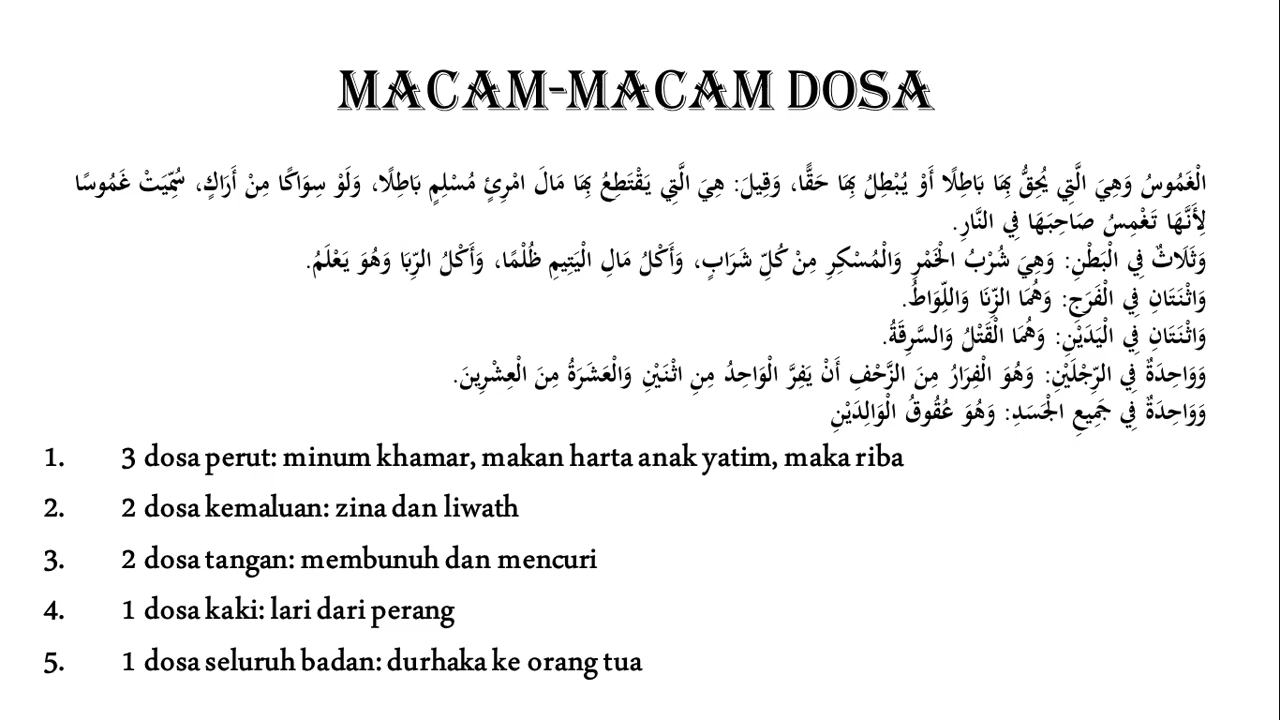 MACAM-MACAM DOSA
الْغَمُوسُ وَهِيَ الَّتِي يُحِقُّ بِهَا بَاطِلًا أَوْ يُبْطِلُ بِهَا حَقًّا، وَقِيلَ: هِيَ الَّتِي يَقْتَطِعُ بِهَا مَالَ امْرِئٍ مُسْلِمٍ بَاطِلًا، وَلَوْ سِوَاكًا مِنْ أَرَاكٍ، سُمِّيَتْ غَمُوسًا
لِأَنَّهَا تَغْمِسُ صَاحِبَهَا فِي النَّارِ.
وَثَلَاثٌ فِي الْبَطْنِ: وَهِيَ شُرْبُ الْخَمْرِ وَالْمُسْكِرِ مِنْ كُلِّ شَرَابٍ، وَأَكْلُ مَالِ الْيَتِيمِ ظُلْمًا، وَأَكْلُ الرِّبَا وَهُوَ يَعْلَمُ.
وَاثْنَتَانِ فِي الْفَرَجِ: وَهُمَا الزِّنَا وَاللِّوَاطُ.
وَاثْنَتَانِ فِي الْيَدَيْنِ: وَهُمَا الْقَتْلُ وَالسَّرِقَةُ.
وَوَاحِدَةٌ فِي الرِّجْلَيْنِ: وَهُوَ الْفِرَارُ مِنَ الزَّحْفِ أَنْ يَفِرَّ الْوَاحِدُ مِنِ اثْنَيْنِ وَالْعَشَرَةُ مِنَ الْعِشْرِينَ.
وَوَاحِدَةٌ فِي جَمِيعِ الْجَسَدِ: وَهُوَ عُقُوقُ الْوَالِدَيْنِ
1. 3 dosa perut: minum khamar, makan harta anak yatim, maka riba
2. 2 dosa kemaluan: zina dan liwath
3. 2 dosa tangan: membunuh dan mencuri
4. 1 dosa kaki: lari dari perang
5. 1 dosa seluruh badan: durhaka ke orang tua